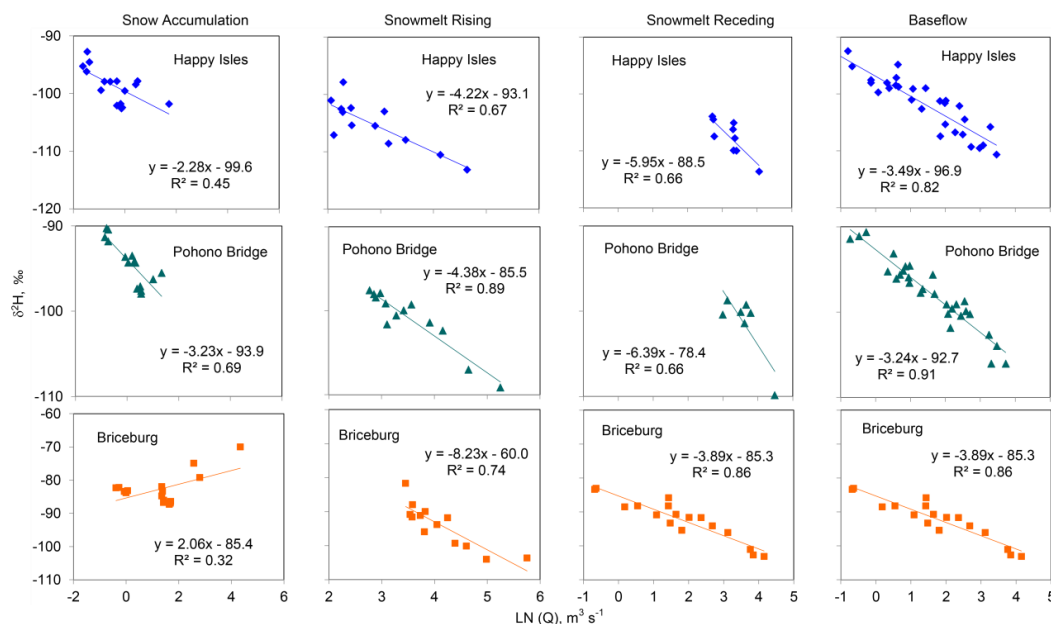 Snow Accumulation
Snowmelt Rising
Snowmelt Receding
Baseflow
-90
-100
-110
-120
Happy Isles
y = -2.28x - 99.6
R² = 0.45
Happy Isles
y = -4.22x - 93.1
R² = 0.67
Happy Isles
y = -5.95x - 88.5
R² = 0.66
Happy Isles
y = -3.49x - 96.9
R² = 0.82
δ²H, ‰
-90
-100
-110
Pohono Bridge
y = -3.23x - 93.9
R² = 0.69
Pohono Bridge
y = -4.38x - 85.5
R² = 0.89
Pohono Bridge
y = -6.39x - 78.4
R² = 0.66
Pohono Bridge
y = -3.24x - 92.7
R² = 0.91
-60
-70
-80
-90
-100
-110
Briceburg
y = 2.06x - 85.4
R² = 0.32
Briceburg
y = -8.23x - 60.0
R² = 0.74
Briceburg
y = -3.89x - 85.3
R² = 0.86
Briceburg
y = -3.89x - 85.3
R² = 0.86
-2 0 2 4 6
2 3 4 5 6
-1 0 1 2 3 4 5
-1 0 1 2 3 4 5
LN (Q), m³ s⁻¹